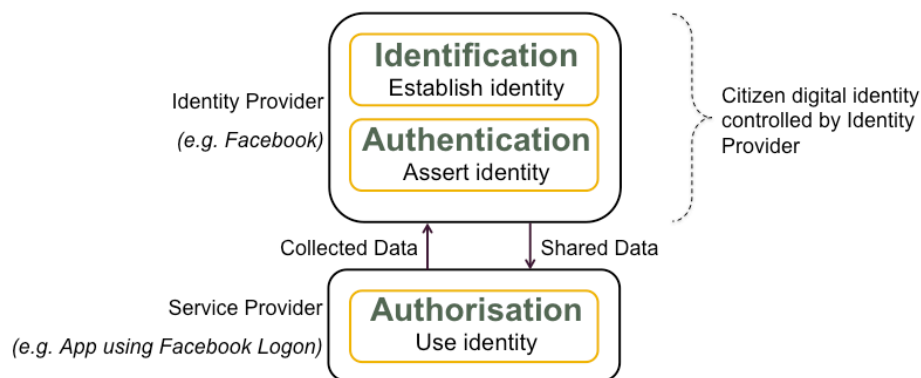 Identification
Establish identity
Identity Provider
(e.g. Facebook)
Authentication
Assert identity
Citizen digital identity
controlled by Identity
Provider
Collected Data
Shared Data
Service Provider
(e.g. App using Facebook Logon)
Authorisation
Use identity